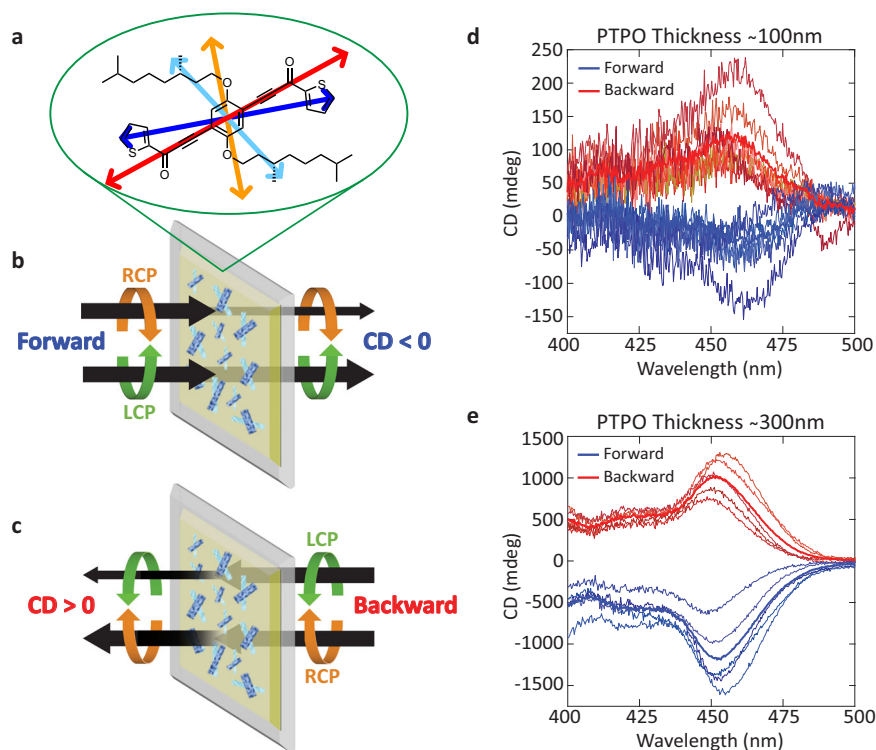 a
O
O
S
S
O
O
b
RCP
Forward
CD < 0
LCP
c
LCP
CD > 0
Backward
RCP
d
PTPO Thickness ~100nm
250
200
150
100
50
0
-50
-100
-150
CD (mdeg)
Forward
Backward
400
425
450
475
500
Wavelength (nm)
e
PTPO Thickness ~300nm
1500
1000
500
0
-500
-1000
-1500
CD (mdeg)
Forward
Backward
400
425
450
475
500
Wavelength (nm)